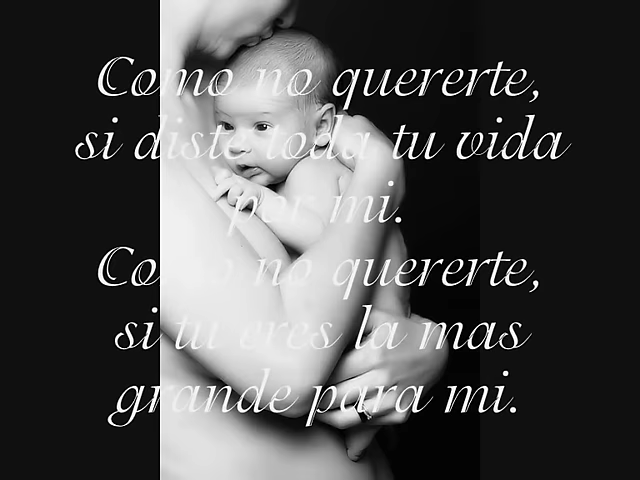 Como no quererte,
si diste toda tu vida
por mi.
Como no quererte,
si tu eres la mas
grande para mi.